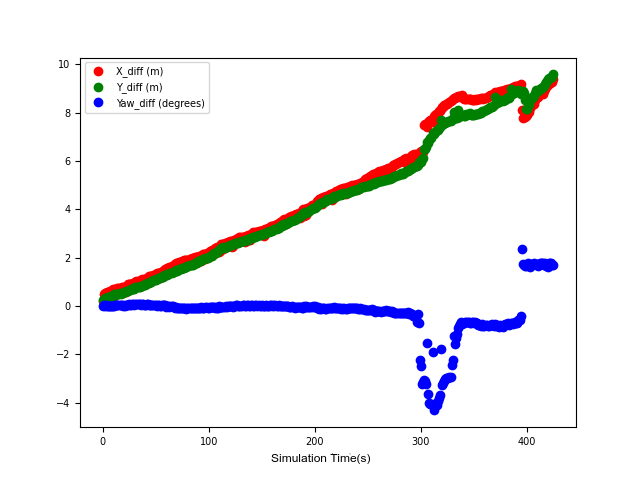 X_diff (m)
Y_diff (m)
Yaw_diff (degrees)
10
8
6
4
2
0
−2
−4
0 100 200 300 400
Simulation Time(s)